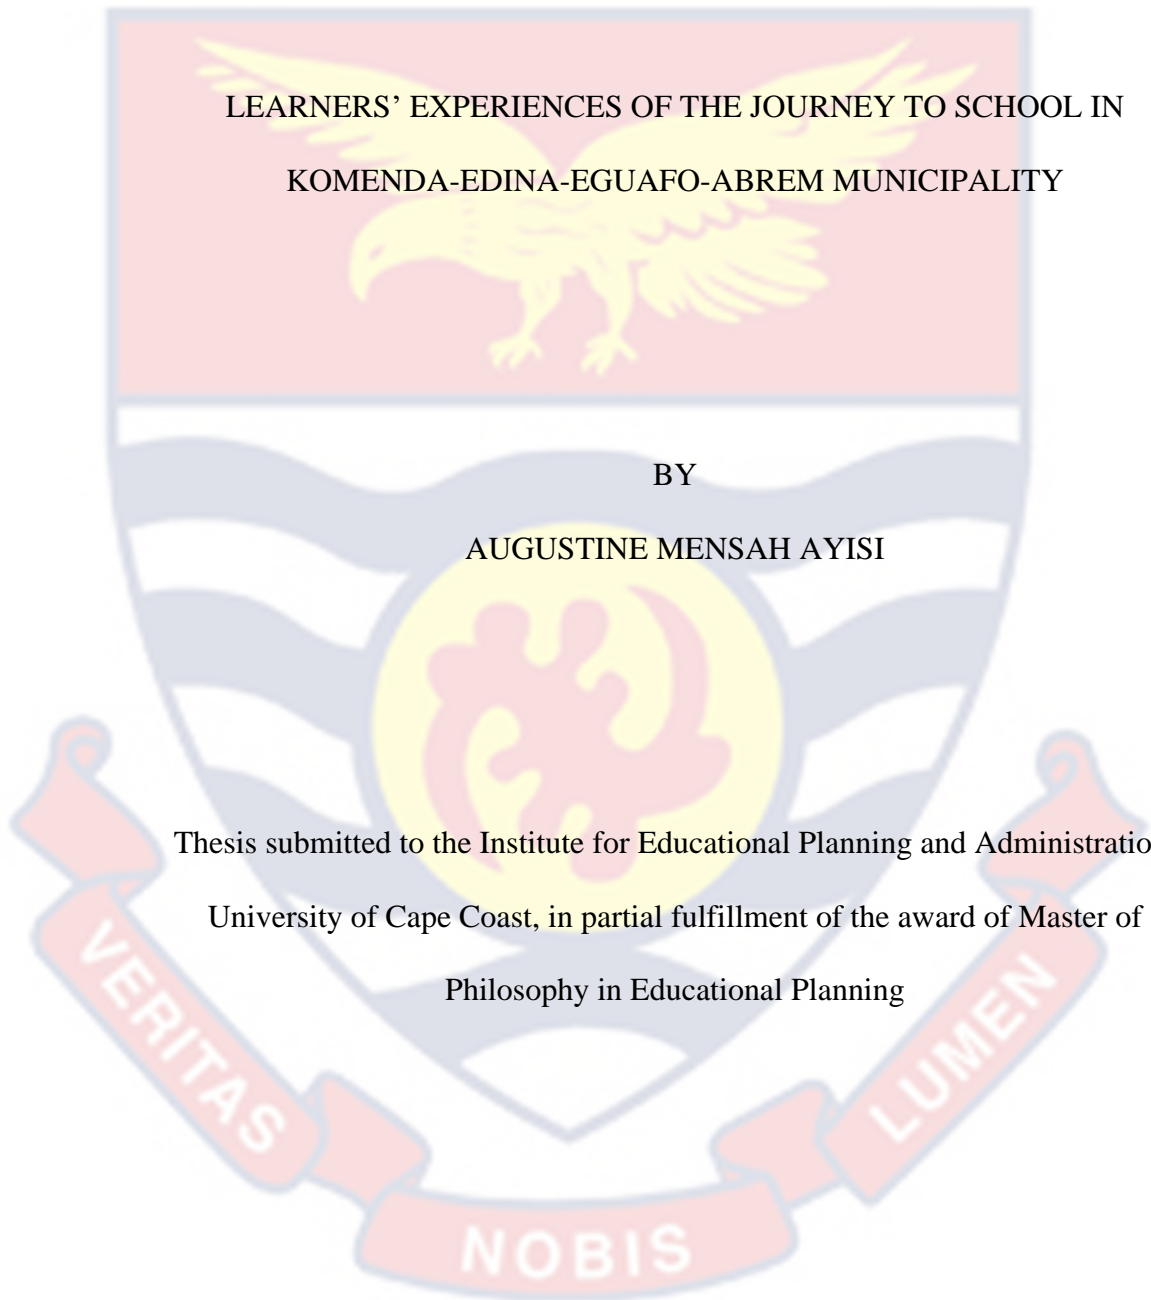 LEARNERS’ EXPERIENCES OF THE JOURNEY TO SCHOOL IN
KOMENDA-EDINA-EGUAFO-ABREM MUNICIPALITY
BY
AUGUSTINE MENSAH AYISI
Thesis submitted to the Institute for Educational Planning and Administratio
University of Cape Coast, in partial fulfillment of the award of Master of
Philosophy in Educational Planning
VERITAS
NOBIS
LUMEN